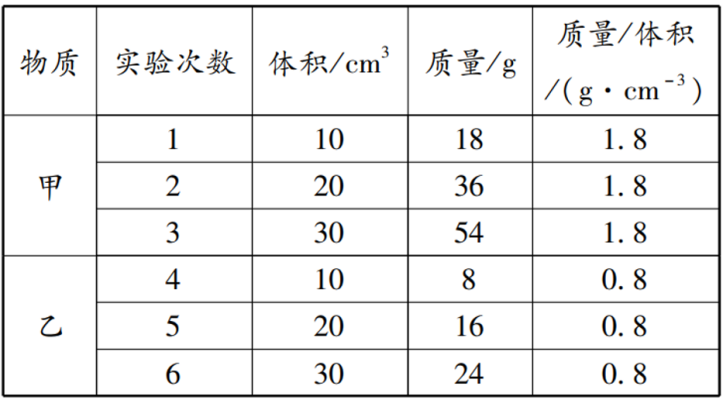 物质 实验次数 体积/cm³ 质量/g 质量/体积
/(g·cm⁻³)
甲 1 10 18 1.8
2 20 36 1.8
3 30 54 1.8
乙 4 10 8 0.8
5 20 16 0.8
6 30 24 0.8